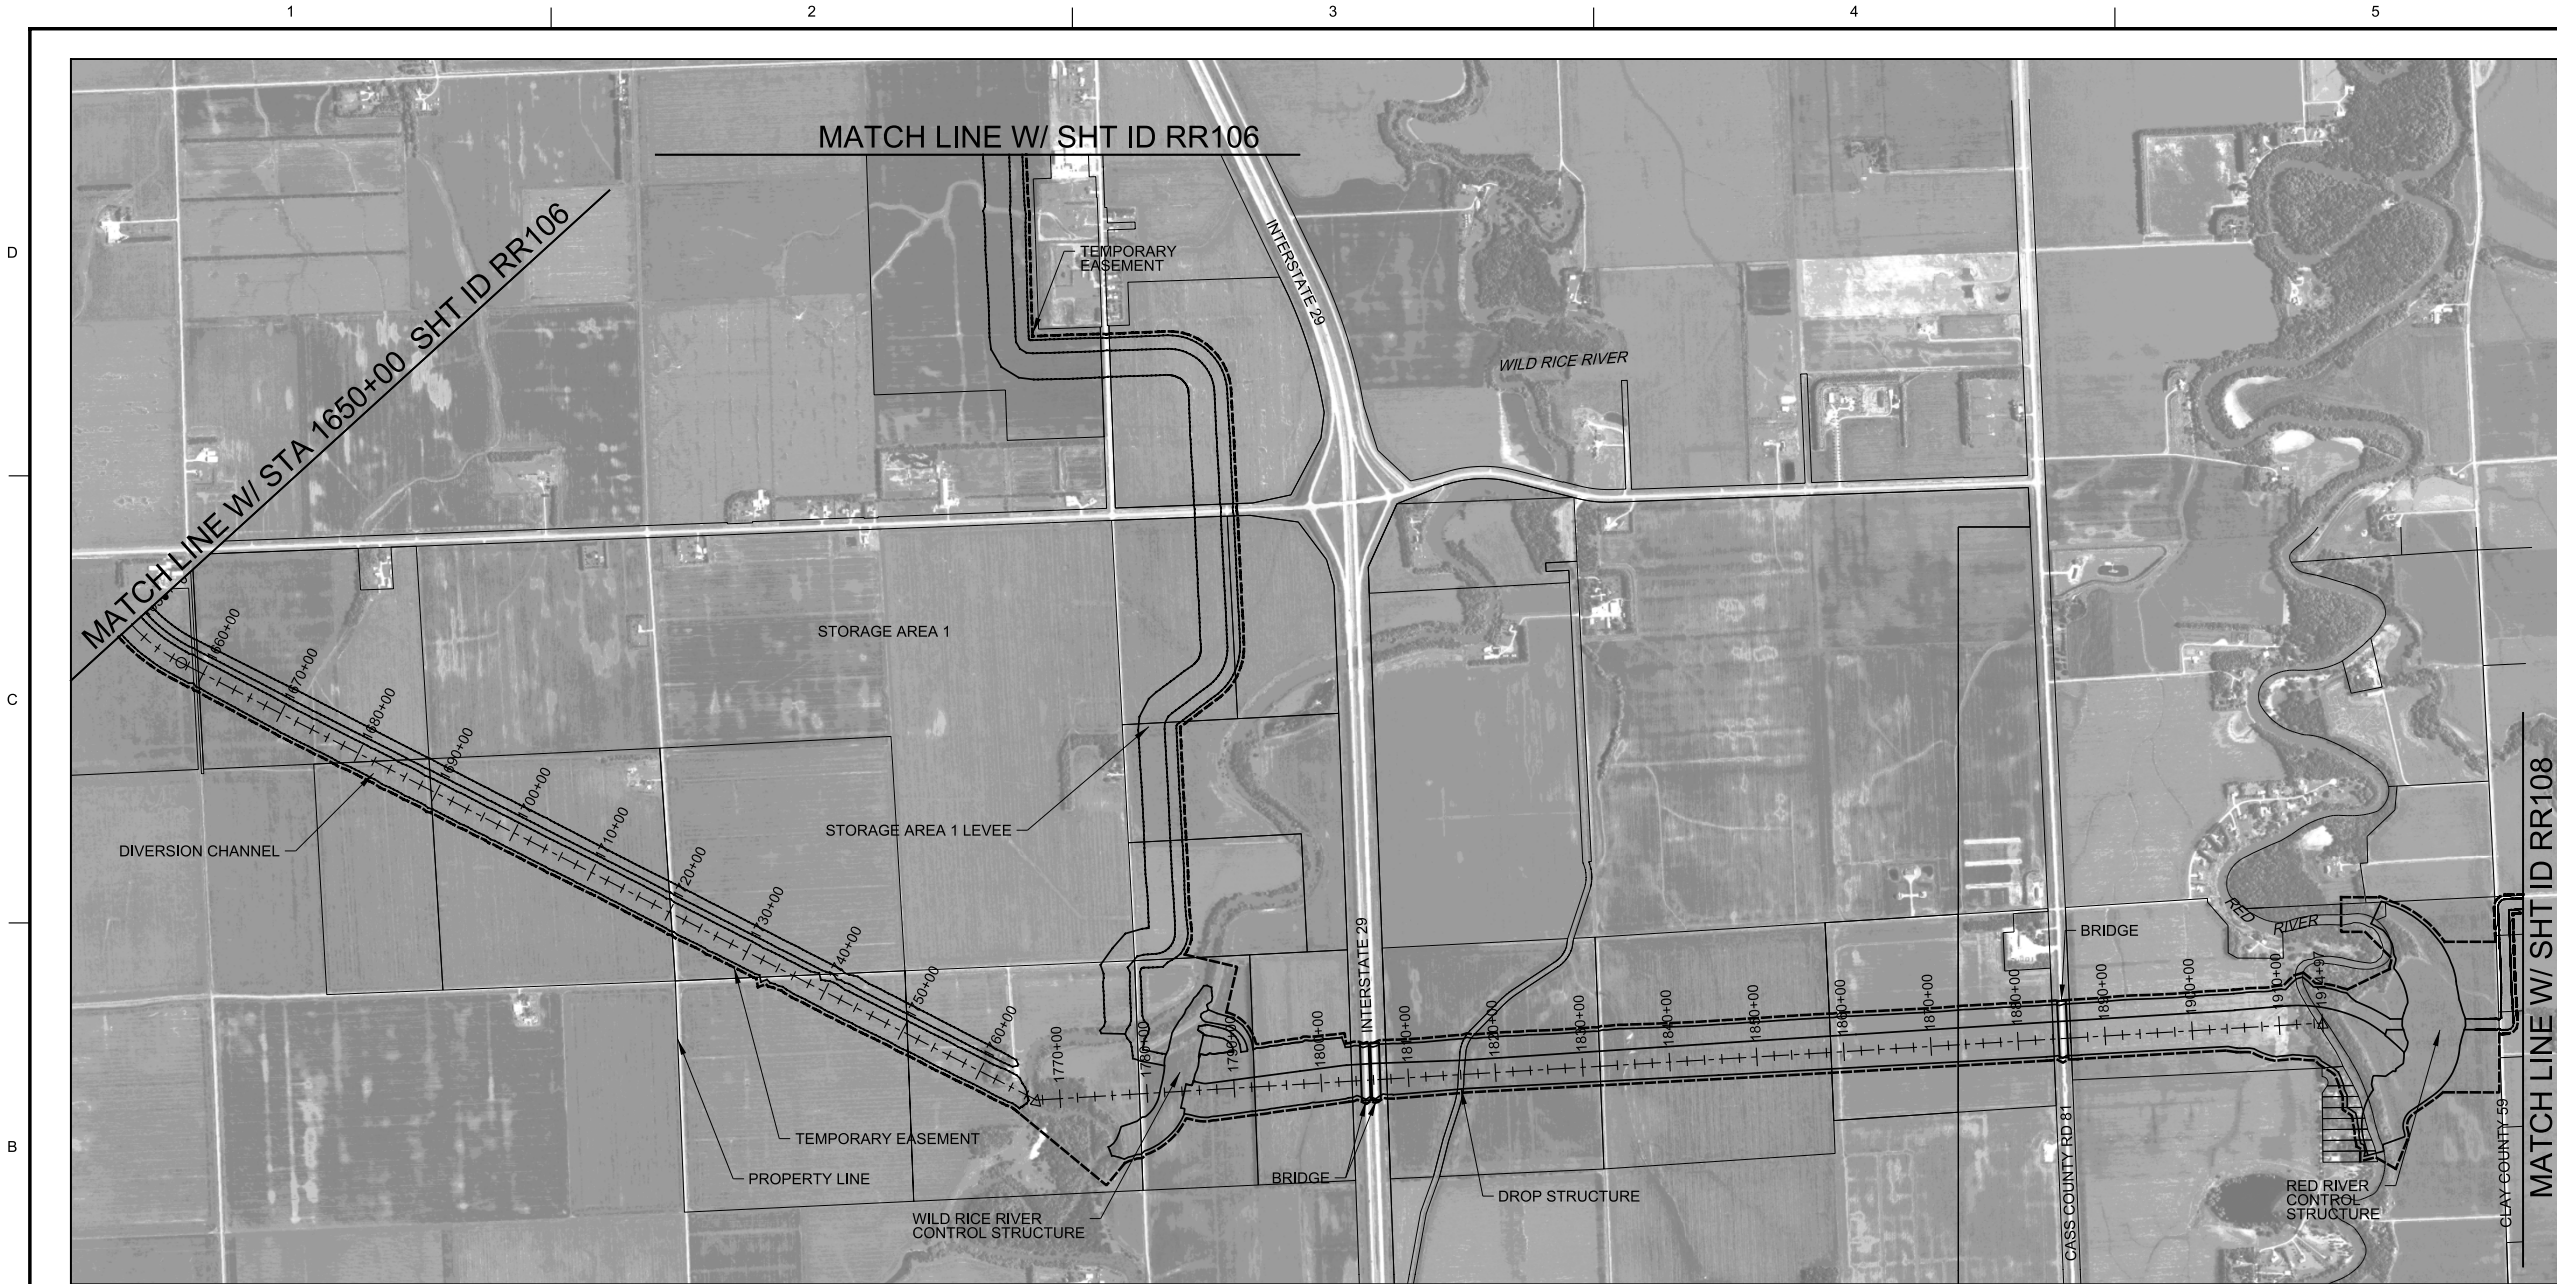 1
2
3
4
5
D
C
B
MATCH LINE W/ SHT ID RR106
MATCH LINE W/ STA 1650+00 SHT ID RR106
TEMPORARY
EASEMENT
INTERSTATE 29
WILD RICE RIVER
STORAGE AREA 1
STORAGE AREA 1 LEVEE
DIVERSION CHANNEL
1660+00
1670+00
1680+00
1690+00
1700+00
1710+00
1720+00
1730+00
1740+00
1750+00
1760+00
1770+00
1780+00
1790+00
1800+00
1810+00
1820+00
1830+00
1840+00
1850+00
1860+00
1870+00
1880+00
1890+00
1900+00
1910+00
1914+97
INTERSTATE 29
BRIDGE
RED RIVER
TEMPORARY EASEMENT
PROPERTY LINE
WILD RICE RIVER
CONTROL STRUCTURE
BRIDGE
DROP STRUCTURE
CASS COUNTY RD 81
RED RIVER
CONTROL
STRUCTURE
CLAY COUNTY 59
MATCH LINE W/ SHT ID RR108